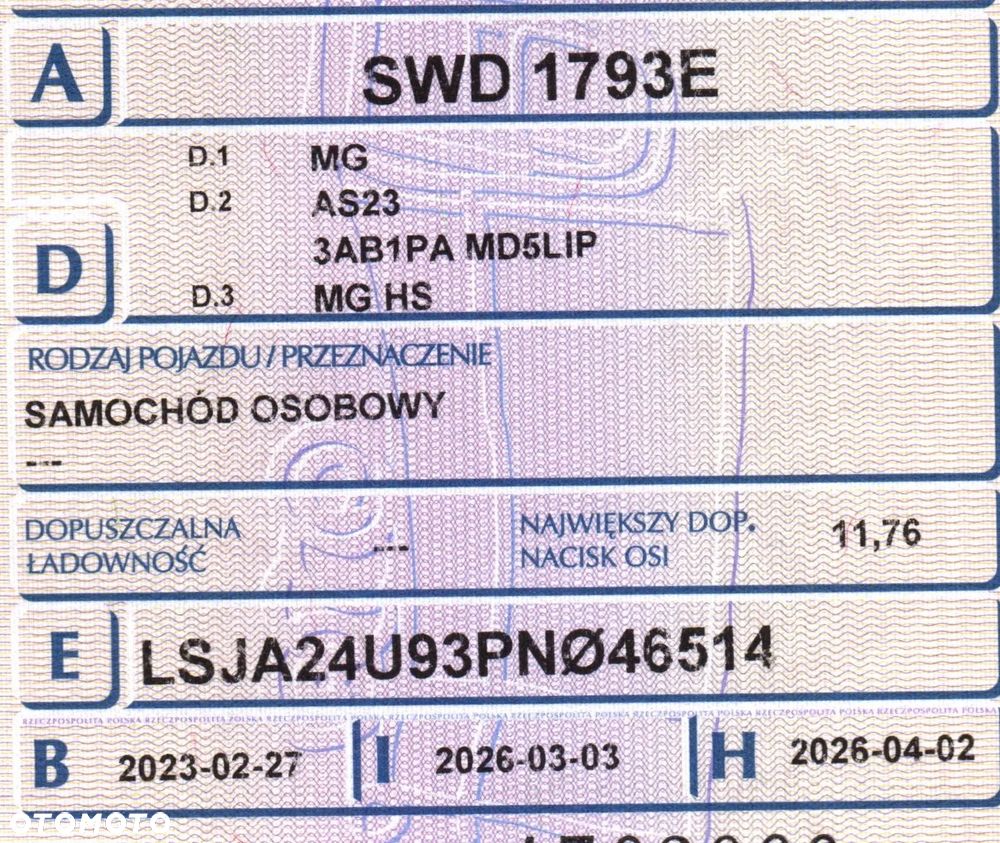 A SWD 1793E
D.1 MG
D.2 AS23
3AB1PA MD5LIP
D
D.3 MG HS
RODZAJ POJAZDU / PRZEZNACZENIE
SAMOCHÓD OSOBOWY
---
DOPUSZCZALNA ŁADOWNOŚĆ ---
NAJWIĘKSZY DOP. NACISK OSI 11,76
E LSJA24U93PNØ46514
RZECZPOSPOLITA POLSKA RZECZPOSPOLITA POLSKA RZECZPOSPOLITA POLSKA
B 2023-02-27 I 2026-03-03 H 2026-04-02
OTOMOTO